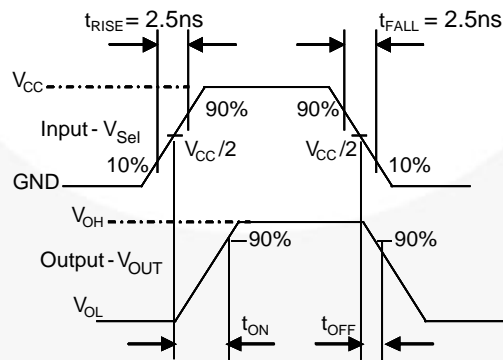 tRISE = 2.5ns
tFALL = 2.5ns
VCC
90%
90%
Input - VSel
VCC/2
VCC/2
10%
10%
GND
VOH
90%
90%
Output - VOUT
VOL
tON
tOFF